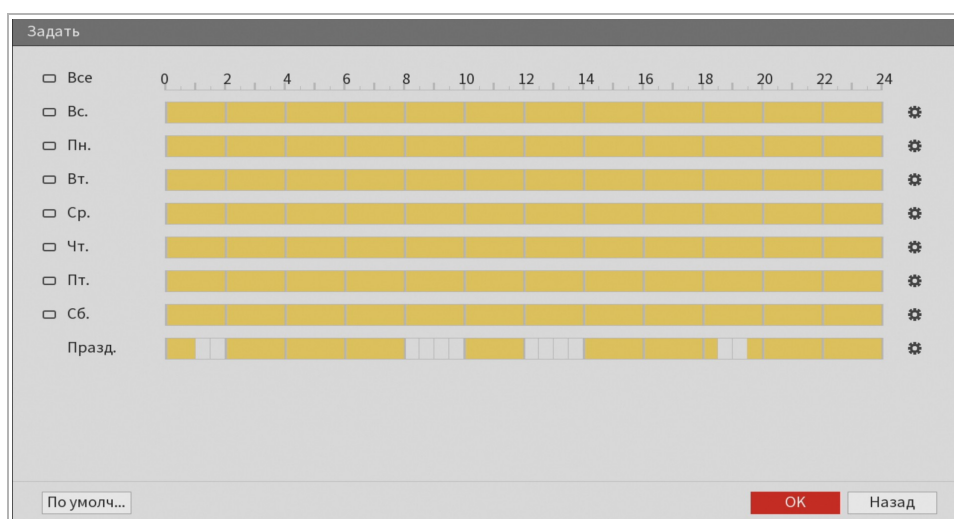 Задать
Все 0 2 4 6 8 10 12 14 16 18 20 22 24
Вс.
Пн.
Вт.
Ср.
Чт.
Пт.
Сб.
Празд.
По умолч... OK Назад